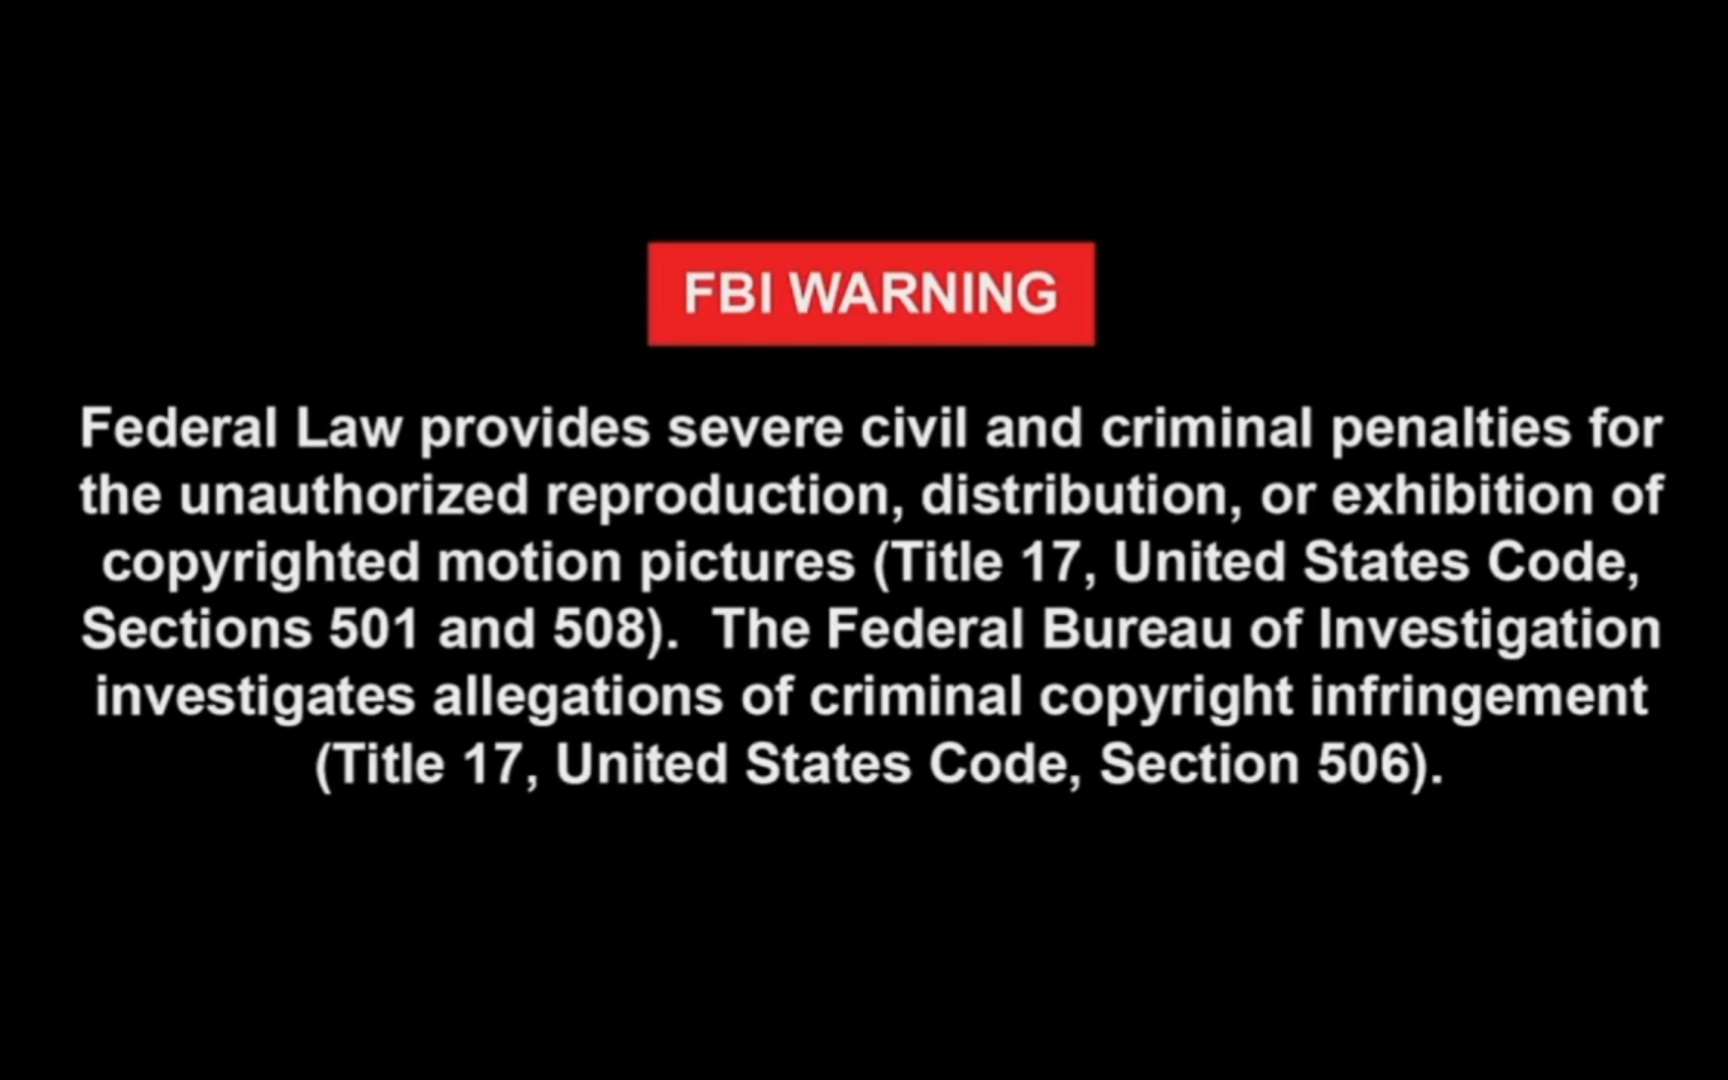 FBI WARNING
Federal Law provides severe civil and criminal penalties for
the unauthorized reproduction, distribution, or exhibition of
copyrighted motion pictures (Title 17, United States Code,
Sections 501 and 508).  The Federal Bureau of Investigation
investigates allegations of criminal copyright infringement
(Title 17, United States Code, Section 506).